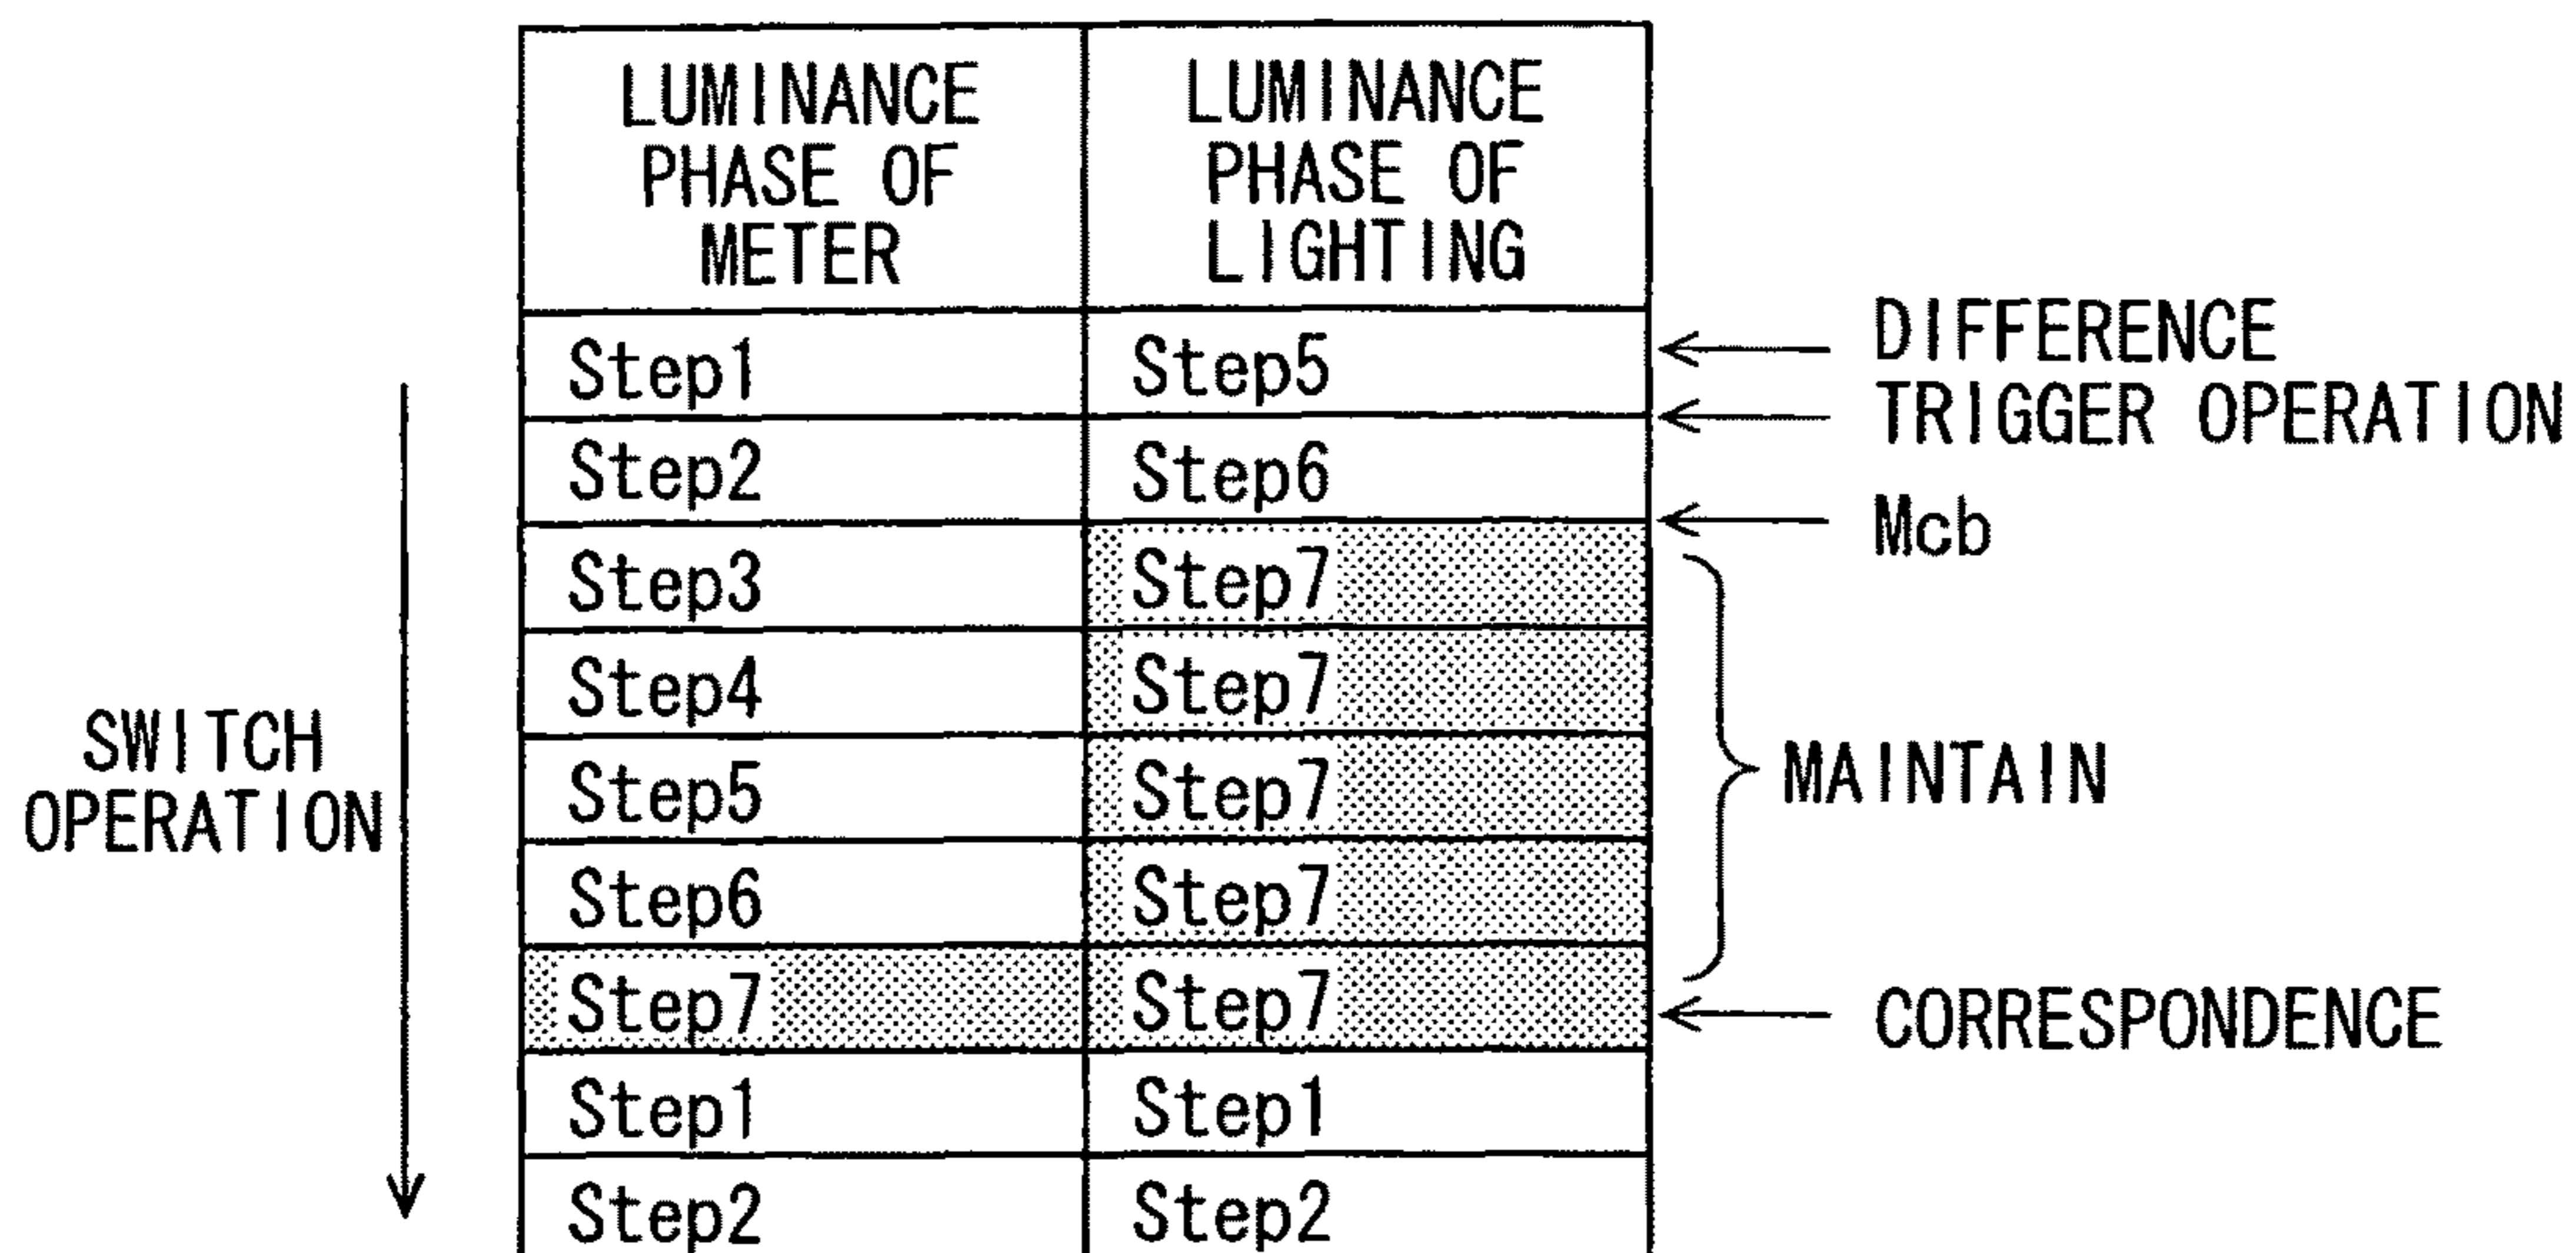 LUMINANCE
PHASE OF
METER
LUMINANCE
PHASE OF
LIGHTING
Step1 Step5
DIFFERENCE
TRIGGER OPERATION
Step2 Step6
Mcb
Step3 Step7
Step4 Step7
SWITCH
OPERATION
Step5 Step7
MAINTAIN
Step6 Step7
Step7 Step7
CORRESPONDENCE
Step1 Step1
Step2 Step2